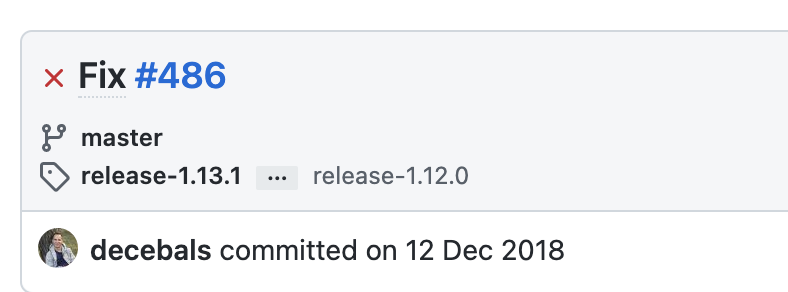 Fix #486
master
release-1.13.1 ... release-1.12.0
decebals committed on 12 Dec 2018